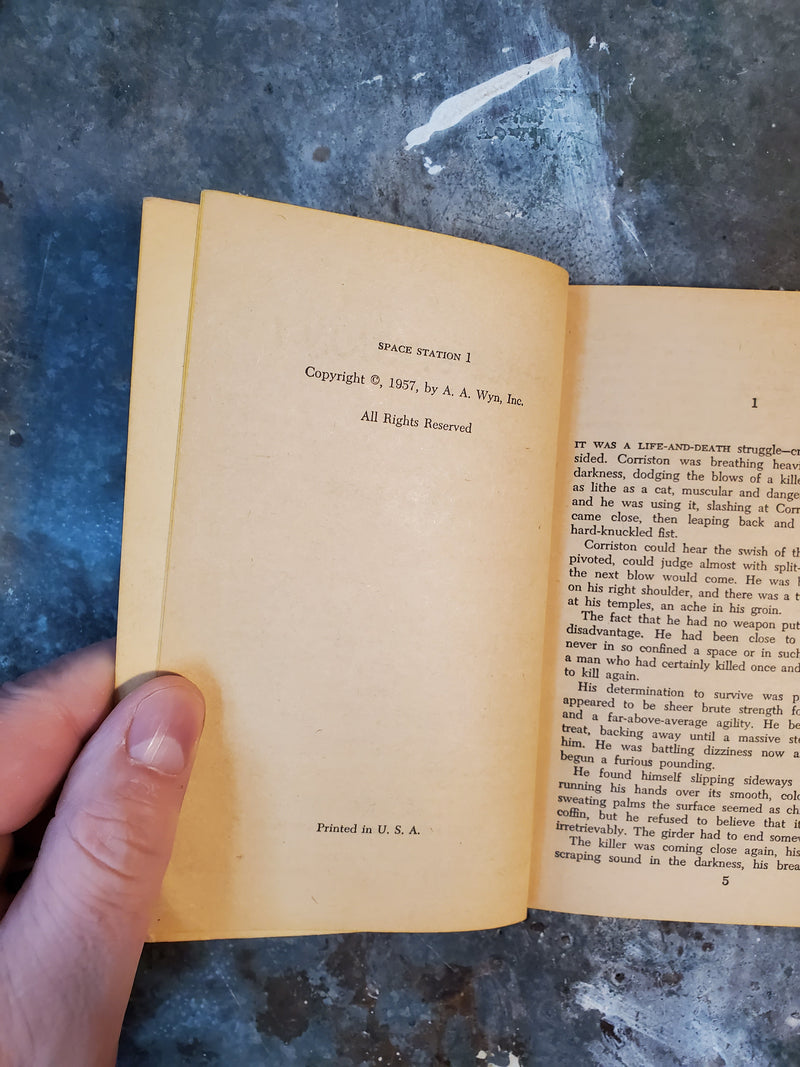 SPACE STATION 1
Copyright ©, 1957, by A. A. Wyn, Inc.
All Rights Reserved
Printed in U. S. A.
1
IT WAS A LIFE-AND-DEATH struggle—
sided. Corriston was breathing
darkness, dodging the blows of a
as lithe as a cat, muscular and
and he was using it, slashing at
came close, then leaping back and
hard-knuckled fist.
Corriston could hear the swish of
pivoted, could judge almost with
the next blow would come. He was
on his right shoulder, and there was a
at his temples, an ache in his groin.
The fact that he had no weapon put
disadvantage. He had been close to
never in so confined a space or in such
a man who had certainly killed once and
to kill again.
His determination to survive was
appeared to be sheer brute strength
and a far-above-average agility. He
treat, backing away until a massive
him. He was battling dizziness now
begun a furious pounding.
He found himself slipping sideways
running his hands over its smooth,
sweating palms the surface seemed as
coffin, but he refused to believe that
irretrievably. The girder had to end
The killer was coming close again, his
scraping sound in the darkness, his
5